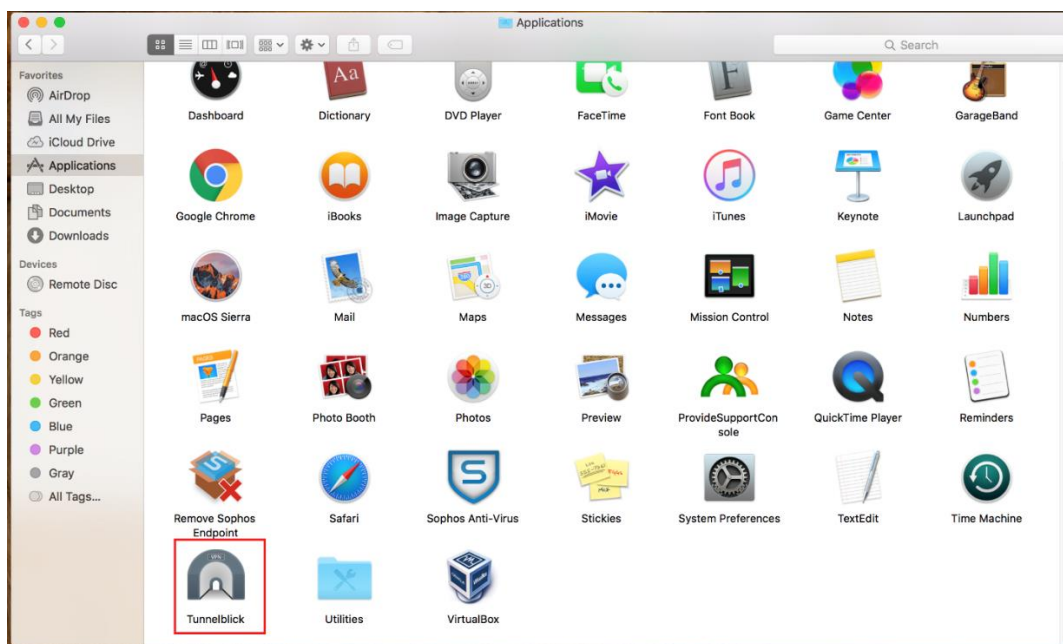 Applications
Search
Favorites
AirDrop
All My Files
iCloud Drive
Applications
Desktop
Documents
Downloads
Devices
Remote Disc
Tags
Red
Orange
Yellow
Green
Blue
Purple
Gray
All Tags...
Aa
F
Dashboard
Dictionary
DVD Player
FaceTime
Font Book
Game Center
GarageBand
Google Chrome
iBooks
Image Capture
iMovie
iTunes
Keynote
Launchpad
3D
macOS Sierra
Mail
Maps
Messages
Mission Control
Notes
Numbers
PAGES
Pages
Photo Booth
Photos
Preview
ProvideSupportCon
sole
QuickTime Player
Reminders
S
S
Remove Sophos
Endpoint
Safari
Sophos Anti-Virus
Stickies
System Preferences
TextEdit
Time Machine
VPN
Tunnelblick
Utilities
VirtualBox